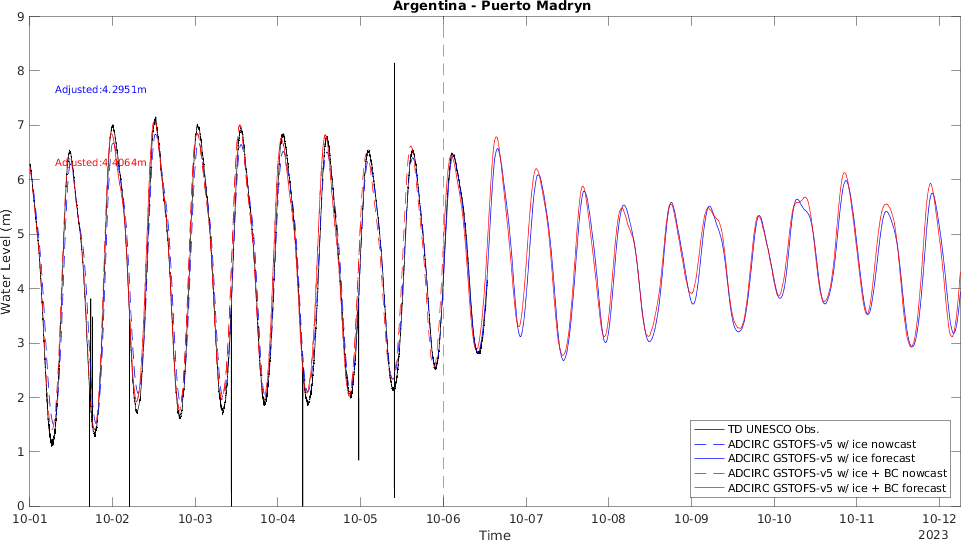 Argentina - Puerto Madryn
9
8
7
6
5
4
3
2
1
0
Water Level (m)
Adjusted:4.2951m
Adjusted:4.4064m
TD UNESCO Obs.
ADCIRC GSTOFS-v5 w/ ice nowcast
ADCIRC GSTOFS-v5 w/ ice forecast
ADCIRC GSTOFS-v5 w/ ice + BC nowcast
ADCIRC GSTOFS-v5 w/ ice + BC forecast
10-01 10-02 10-03 10-04 10-05 10-06 10-07 10-08 10-09 10-10 10-11 10-12
Time
2023